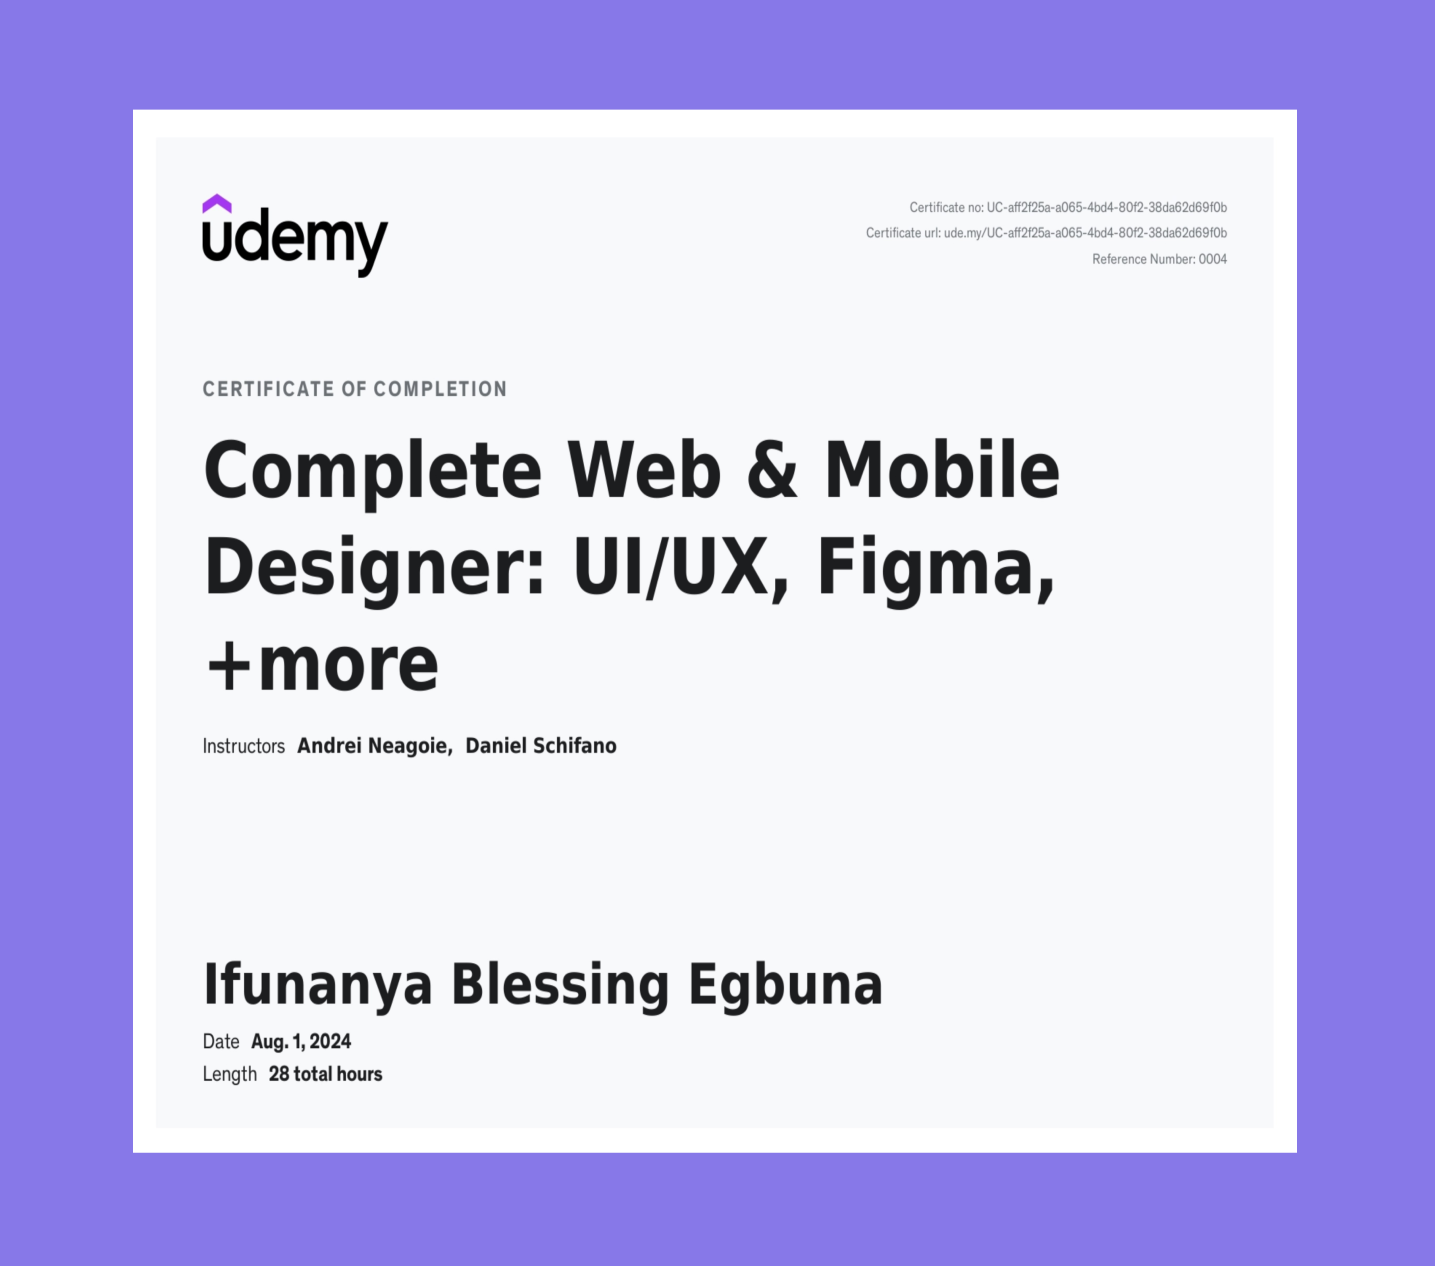 udemy
Certificate no: UC-aff2f25a-a065-4bd4-80f2-38da62d69f0b
Certificate url: ude.my/UC-aff2f25a-a065-4bd4-80f2-38da62d69f0b
Reference Number: 0004
CERTIFICATE OF COMPLETION
Complete Web & Mobile
Designer: UI/UX, Figma,
+more
Instructors Andrei Neagoie, Daniel Schifano
Ifunanya Blessing Egbuna
Date Aug. 1, 2024
Length 28 total hours